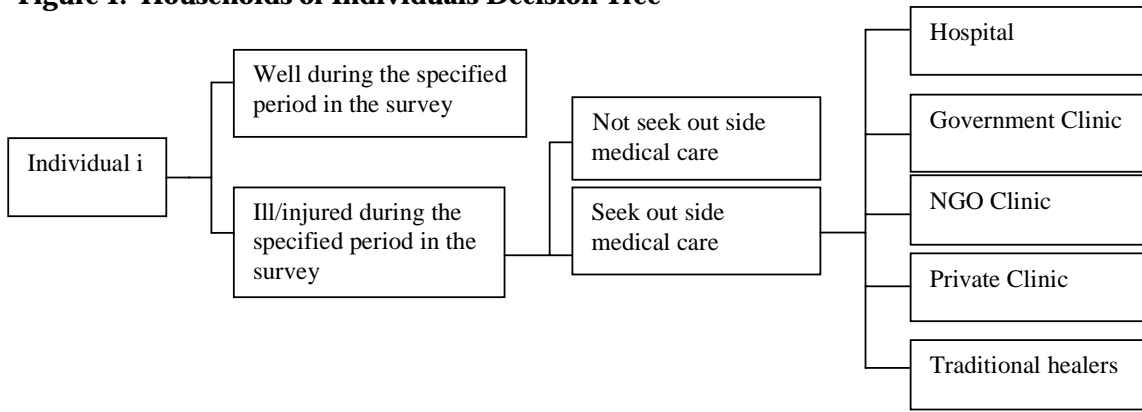 Figure 1: Households or Individuals Decision Tree
Individual i
Well during the specified
period in the survey
Ill/injured during the
specified period in the
survey
Not seek out side
medical care
Seek out side
medical care
Hospital
Government Clinic
NGO Clinic
Private Clinic
Traditional healers